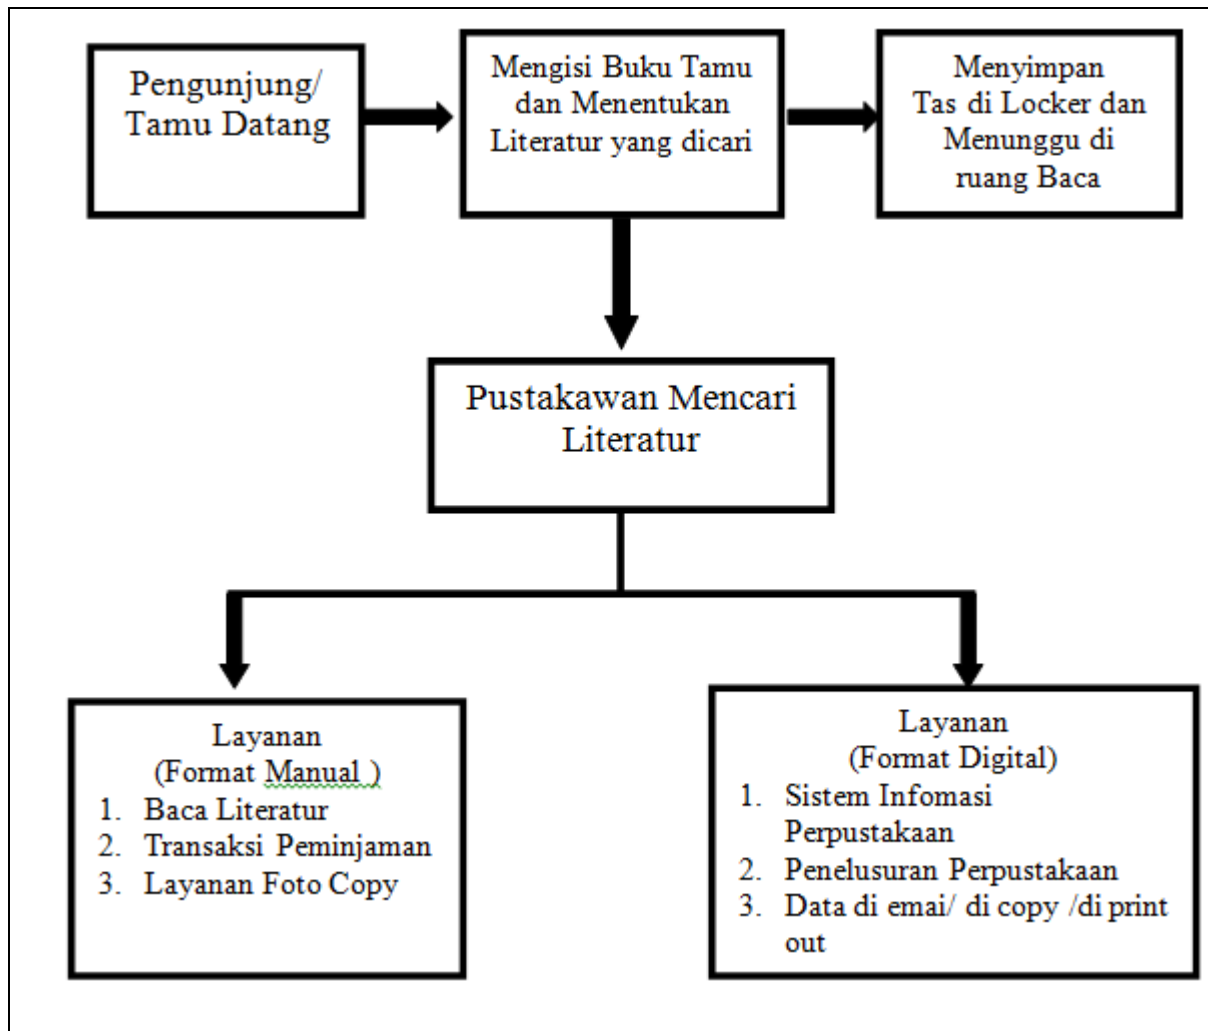 Pengunjung/
Tamu Datang
Mengisi Buku Tamu
dan Menentukan
Literatur yang dicari
Menyimpan
Tas di Locker dan
Menunggu di
ruang Baca
Pustakawan Mencari
Literatur
Layanan
(Format Manual )
1. Baca Literatur
2. Transaksi Peminjaman
3. Layanan Foto Copy
Layanan
(Format Digital)
1. Sistem Infomasi
Perpustakaan
2. Penelusuran Perpustakaan
3. Data di emai/ di copy /di print
out